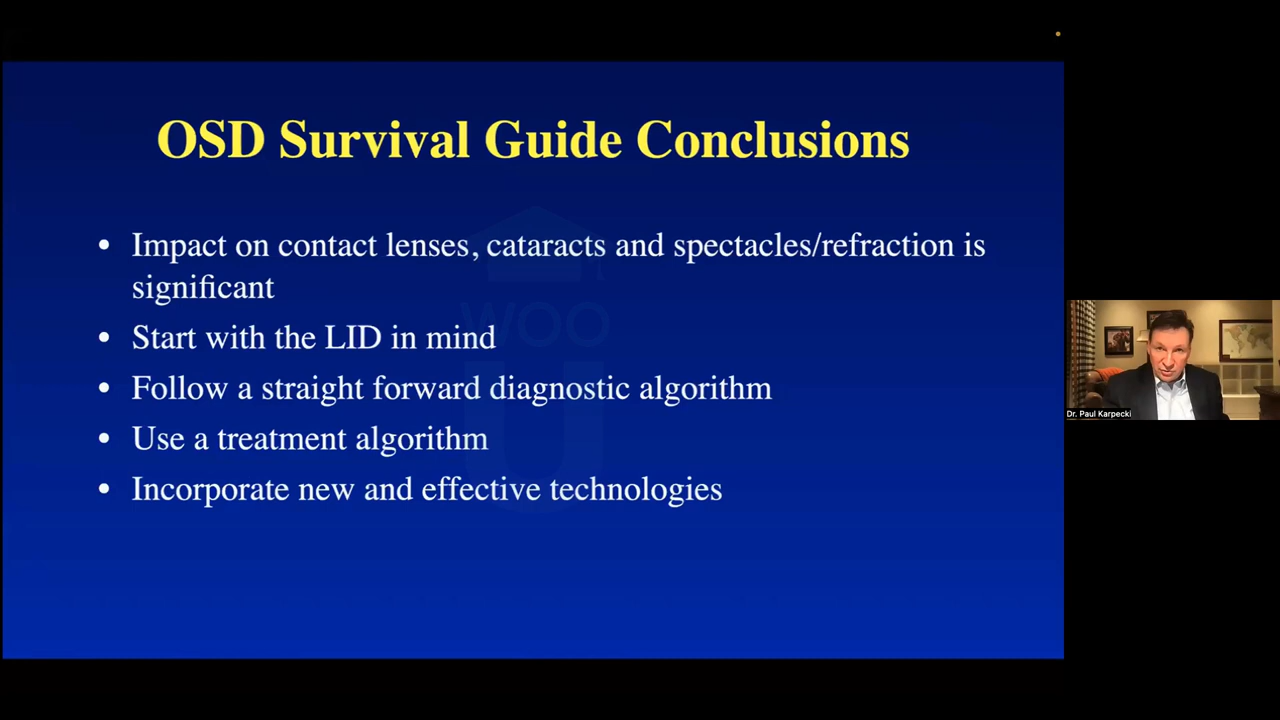 OSD Survival Guide Conclusions
• Impact on contact lenses, cataracts and spectacles/refraction is
significant
• Start with the LID in mind
• Follow a straight forward diagnostic algorithm
• Use a treatment algorithm
• Incorporate new and effective technologies
WOO
U
Dr. Paul Karpecki